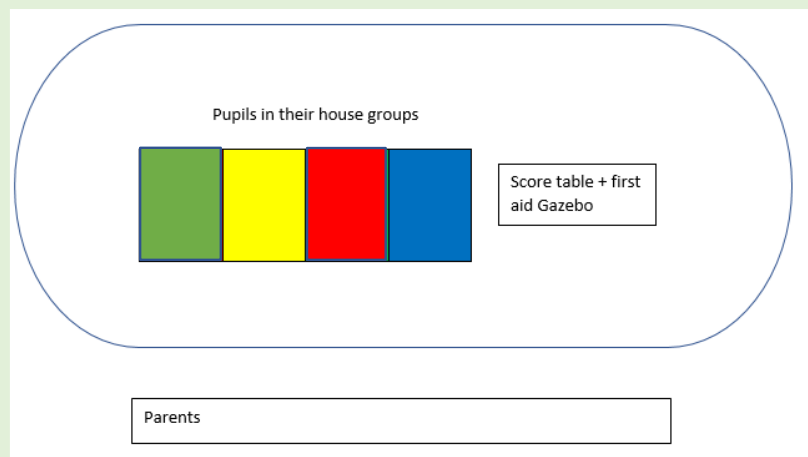 Pupils in their house groups
Score table + first
aid Gazebo
Parents